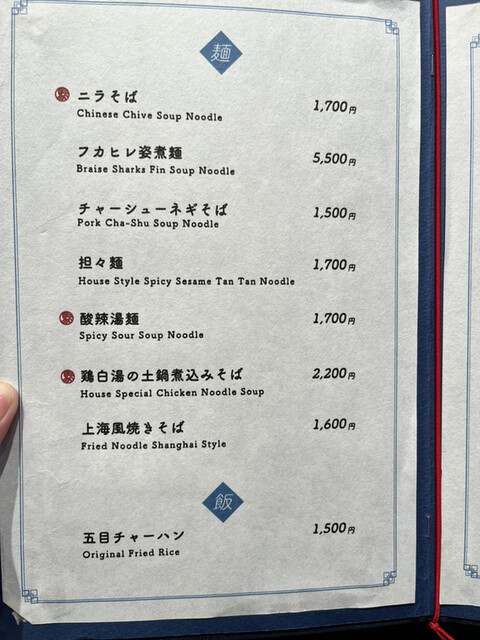 麺
ニラそば 1,700円
Chinese Chive Soup Noodle
フカヒレ姿煮麺 5,500円
Braise Sharks Fin Soup Noodle
チャーシューネギそば 1,500円
Pork Cha-Shu Soup Noodle
担々麺 1,700円
House Style Spicy Sesame Tan Tan Noodle
酸辣湯麺 1,700円
Spicy Sour Soup Noodle
鶏白湯の土鍋煮込みそば 2,200円
House Special Chicken Noodle Soup
上海風焼きそば 1,600円
Fried Noodle Shanghai Style
飯
五目チャーハン 1,500円
Original Fried Rice